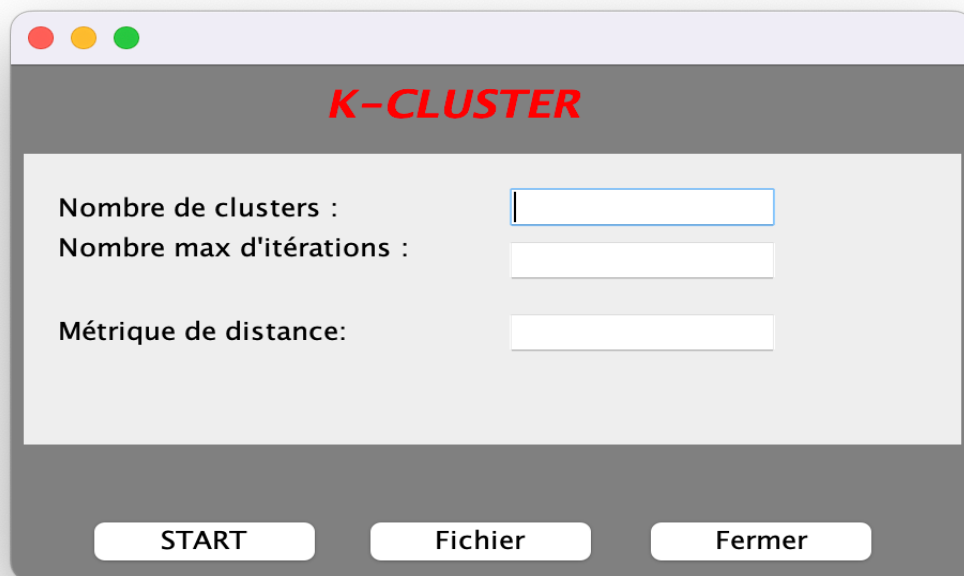 K-CLUSTER
Nombre de clusters :
Nombre max d'itérations :
Métrique de distance:
START
Fichier
Fermer